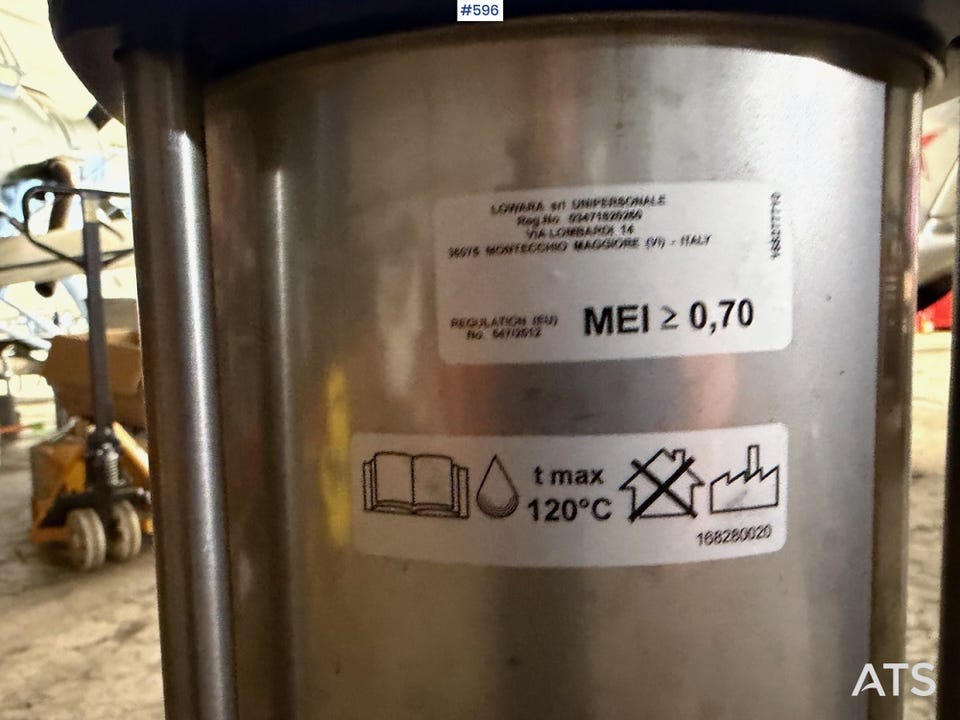 #596
LOWARA srl UNIPERSONALE
Reg.No. 03471820260
VIA LOMBARDI 14
36075 MONTECCHIO MAGGIORE (VI) - ITALY
REGULATION (EU)
No. 547/2012
MEI ≥ 0,70
t max
120°C
168280020
ATS